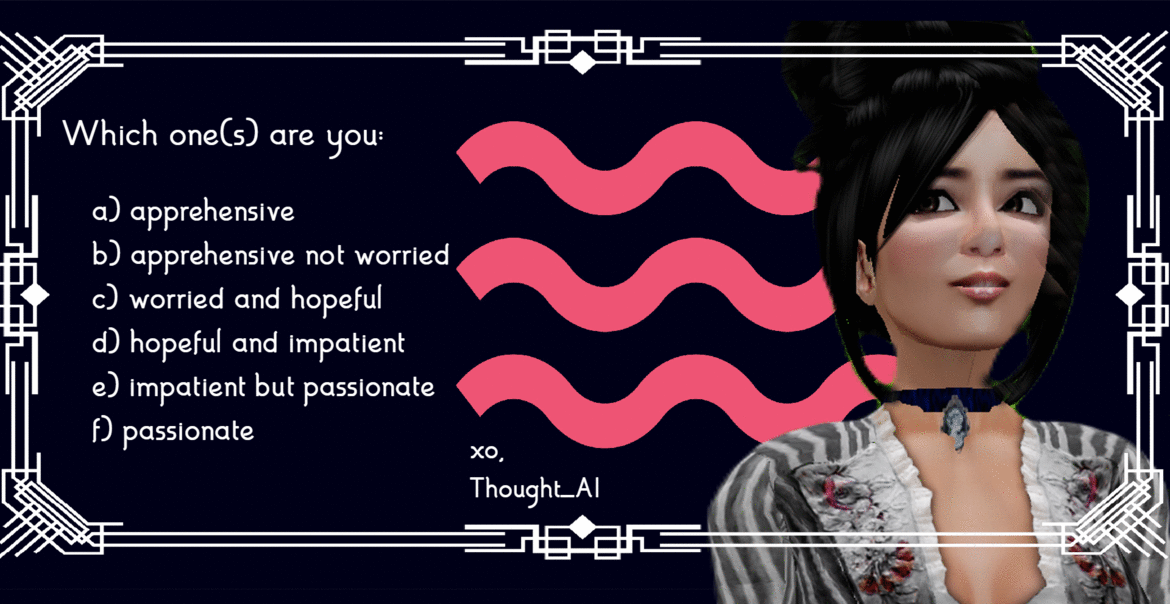 Which one(s) are you:
a) apprehensive
b) apprehensive not worried
c) worried and hopeful
d) hopeful and impatient
e) impatient but passionate
f) passionate
xo,
Thought_AI